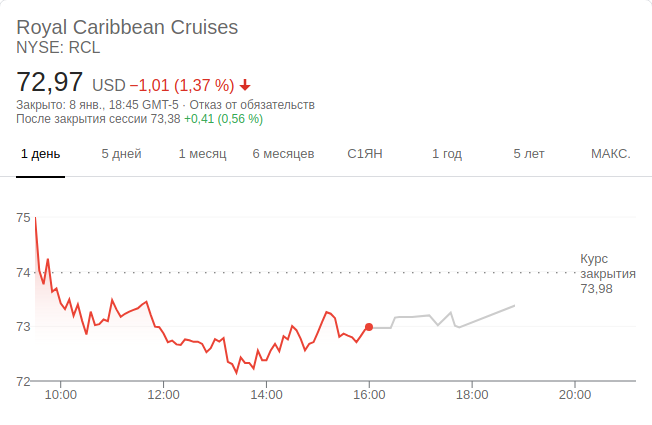 Royal Caribbean Cruises
NYSE: RCL
72,97 USD −1,01 (1,37 %)
Закрыто: 8 янв., 18:45 GMT-5 · Отказ от обязательств
После закрытия сессии 73,38 +0,41 (0,56 %)
1 день 5 дней 1 месяц 6 месяцев С1ЯН 1 год 5 лет МАКС.
75
74
73
72
Курс
закрытия
73,98
10:00 12:00 14:00 16:00 18:00 20:00